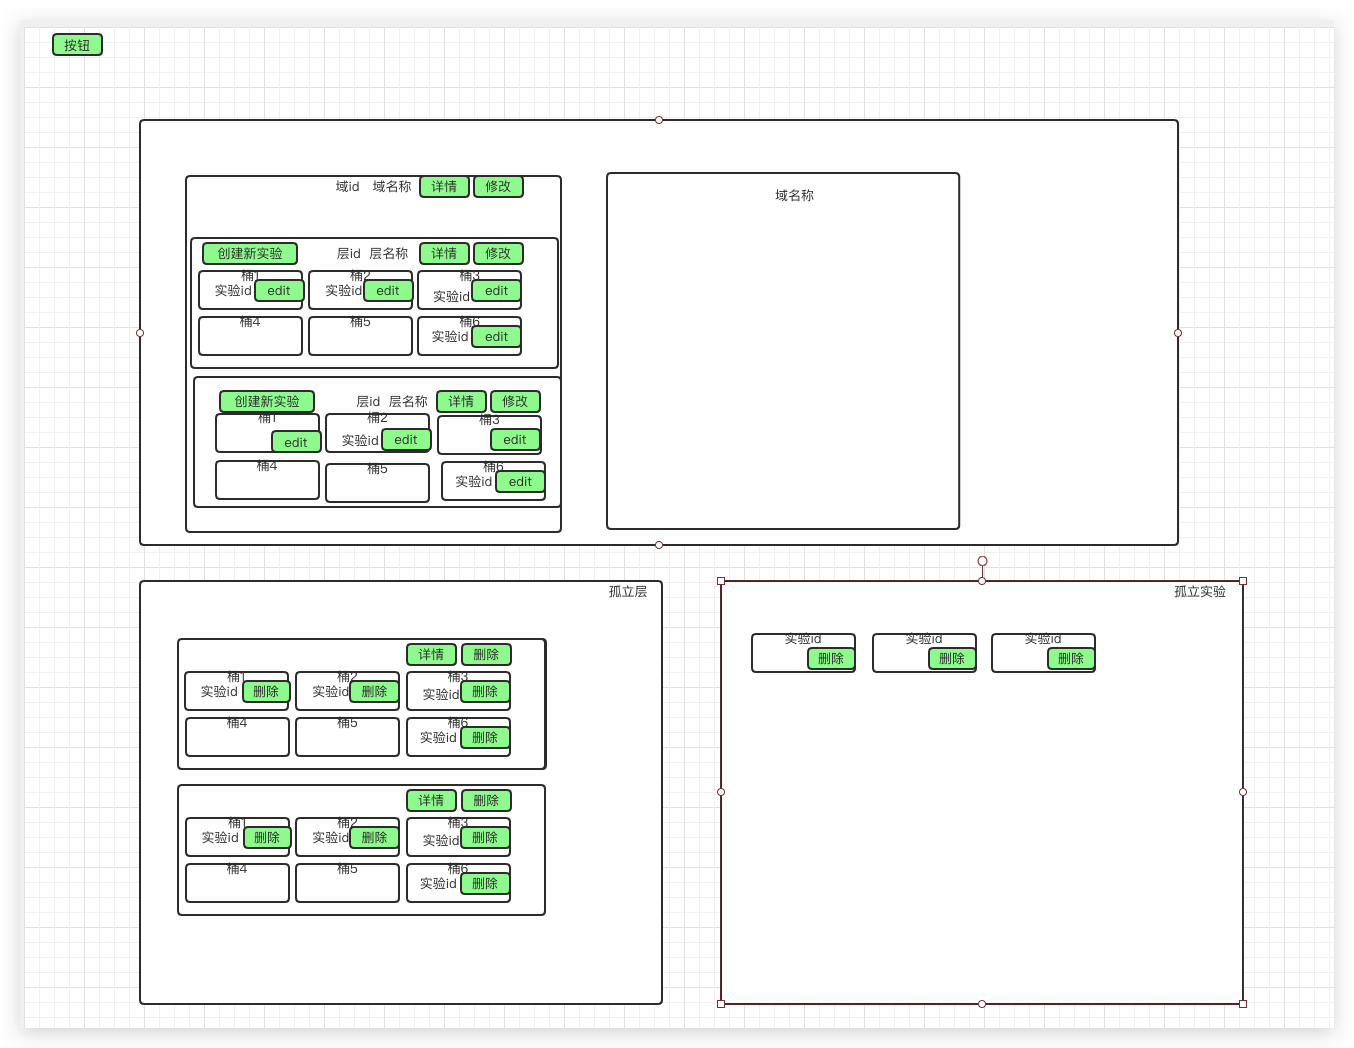 按钮
域id 域名称 详情 修改
域名称
创建新实验 层id 层名称 详情 修改
桶1 桶2 桶3
实验id edit 实验id edit 实验id edit
桶4 桶5 桶6
实验id edit
创建新实验 层id 层名称 详情 修改
桶1 桶2 桶3
edit 实验id edit edit
桶4 桶5 桶6
实验id edit
孤立层
详情 删除
桶1 桶2 桶3
实验id 删除 实验id 删除 实验id 删除
桶4 桶5 桶6
实验id 删除
详情 删除
桶1 桶2 桶3
实验id 删除 实验id 删除 实验id 删除
桶4 桶5 桶6
实验id 删除
孤立实验
实验id 实验id 实验id
删除 删除 删除